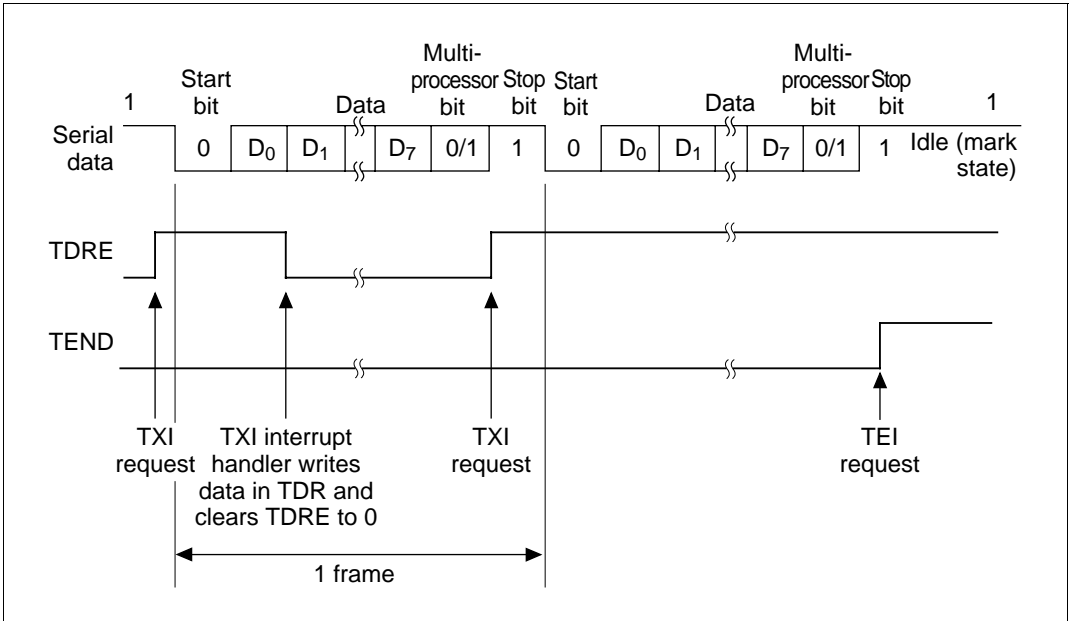 Multi-
processor
bit
Multi-
processor
bit
Start
bit
Stop
bit
Start
bit
Stop
bit
1
Data
Data
1
Serial
data
0
D0
D1
D7
0/1
1
0
D0
D1
D7
0/1
1
Idle (mark
state)
TDRE
TEND
TXI
request
TXI interrupt
handler writes
data in TDR and
clears TDRE to 0
TXI
request
TEI
request
1 frame